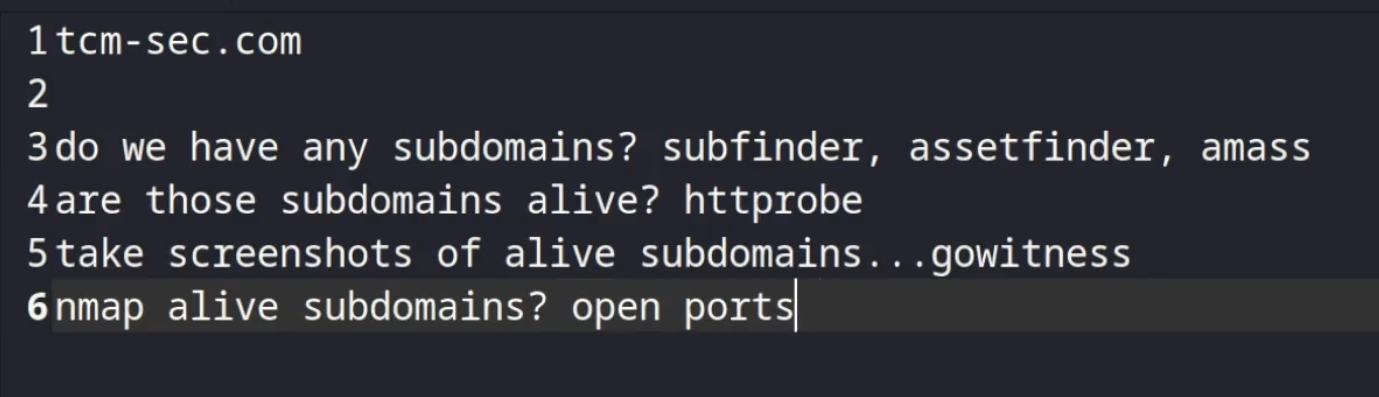 1 tcm-sec.com
2
3 do we have any subdomains? subfinder, assetfinder, amass
4 are those subdomains alive? httprobe
5 take screenshots of alive subdomains...gowitness
6 nmap alive subdomains? open ports